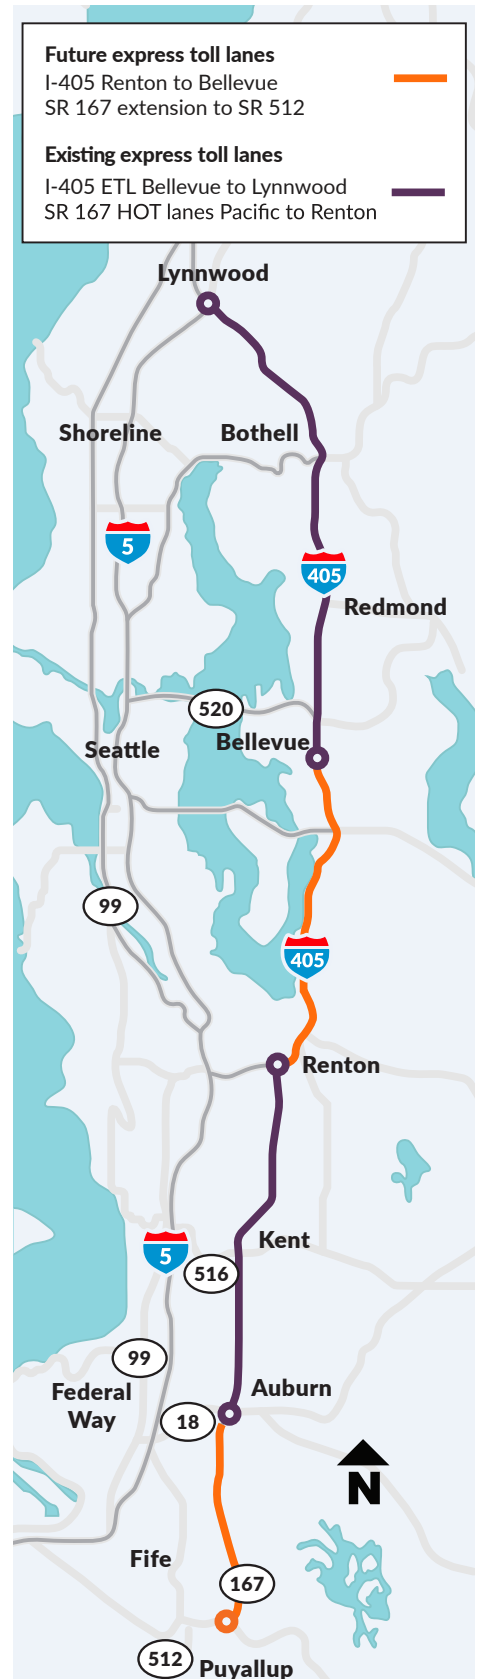 Future express toll lanes
I-405 Renton to Bellevue
SR 167 extension to SR 512
Existing express toll lanes
I-405 ETL Bellevue to Lynnwood
SR 167 HOT lanes Pacific to Renton
Lynnwood
Shoreline
Bothell
5
405
Redmond
520
Bellevue
Seattle
99
405
Renton
Kent
5
516
99
Auburn
Federal
Way
18
N
Fife
167
512
Puyallup